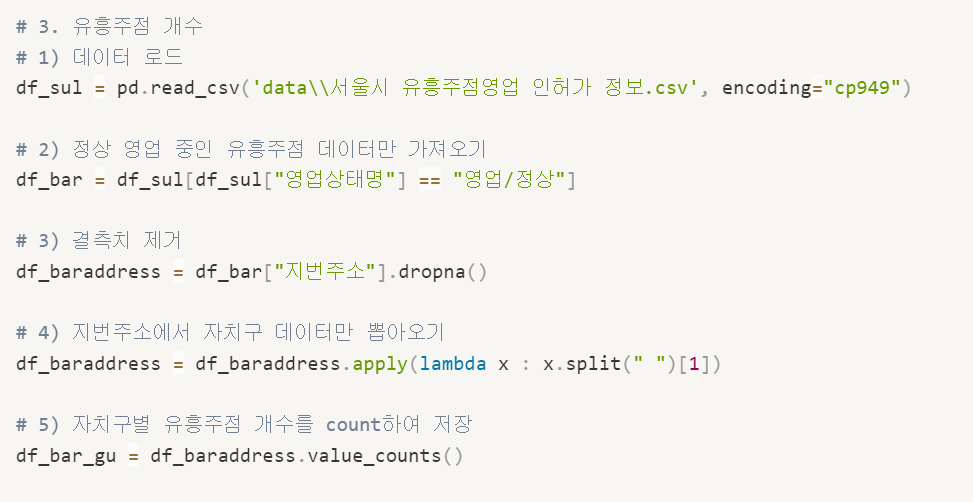 # 3. 유흥주점 개수
# 1) 데이터 로드
df_sul = pd.read_csv('data\\서울시 유흥주점영업 인허가 정보.csv', encoding="cp949")
# 2) 정상 영업 중인 유흥주점 데이터만 가져오기
df_bar = df_sul[df_sul["영업상태명"] == "영업/정상"]
# 3) 결측치 제거
df_baraddress = df_bar["지번주소"].dropna()
# 4) 지번주소에서 자치구 데이터만 뽑아오기
df_baraddress = df_baraddress.apply(lambda x : x.split(" ")[1])
# 5) 자치구별 유흥주점 개수를 count하여 저장
df_bar_gu = df_baraddress.value_counts()